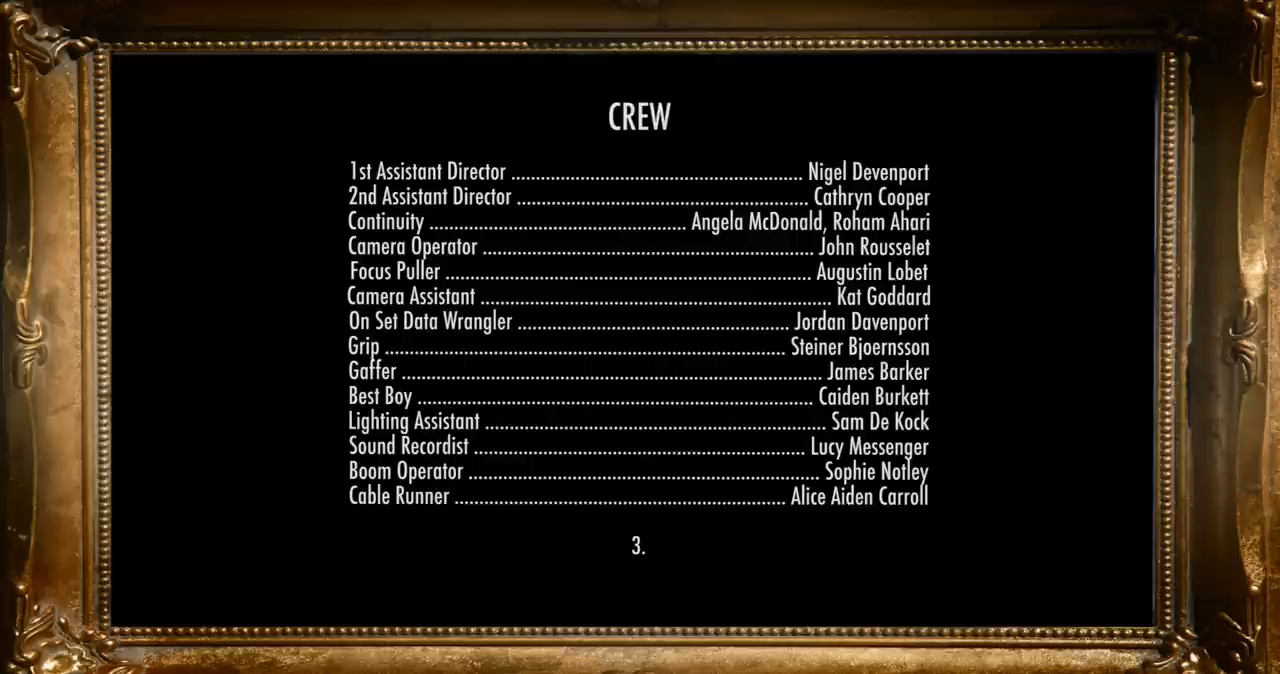 CREW
1st Assistant Director ........................................................... Nigel Devenport
2nd Assistant Director ........................................................... Cathryn Cooper
Continuity .................................................... Angela McDonald, Roham Ahari
Camera Operator .................................................................... John Rousselet
Focus Puller ........................................................................... Augustin Lobet
Camera Assistant ....................................................................... Kat Goddard
On Set Data Wrangler ....................................................... Jordan Davenport
Grip ................................................................................. Steiner Bjoernsson
Gaffer ..................................................................................... James Barker
Best Boy ................................................................................ Caiden Burkett
Lighting Assistant ..................................................................... Sam De Kock
Sound Recordist ................................................................... Lucy Messenger
Boom Operator ....................................................................... Sophie Notley
Cable Runner ................................................................... Alice Aiden Carroll
3.